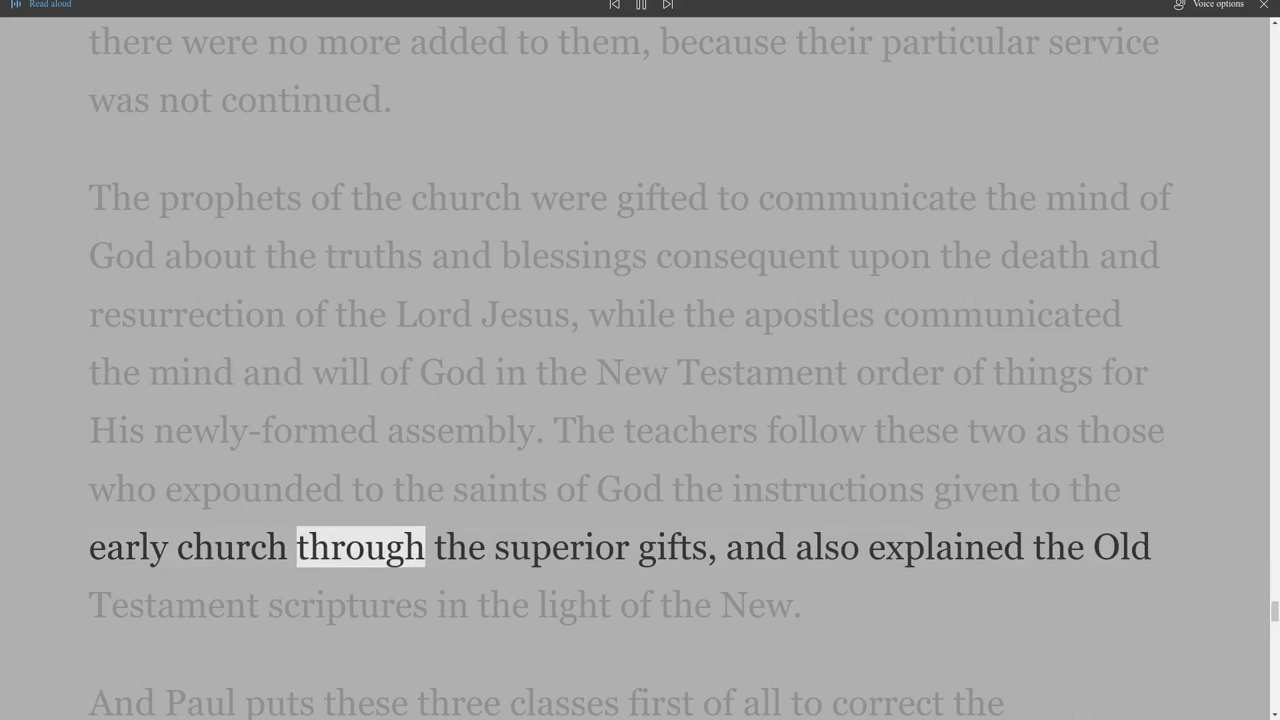 Read aloud
Voice options
there were no more added to them, because their particular service
was not continued.
The prophets of the church were gifted to communicate the mind of
God about the truths and blessings consequent upon the death and
resurrection of the Lord Jesus, while the apostles communicated
the mind and will of God in the New Testament order of things for
His newly-formed assembly. The teachers follow these two as those
who expounded to the saints of God the instructions given to the
early church through the superior gifts, and also explained the Old
Testament scriptures in the light of the New.
And Paul puts these three classes first of all to correct the